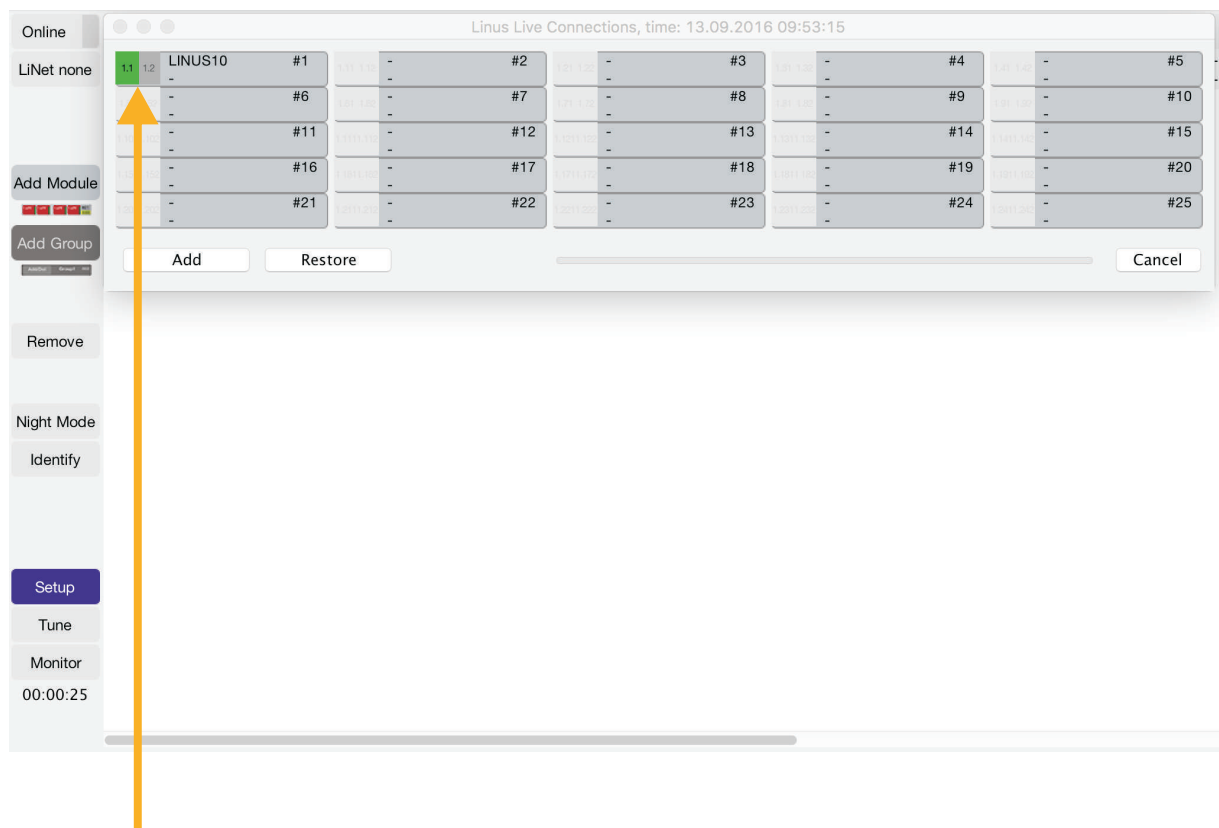 Online
Linus Live Connections, time: 13.09.2016 09:53:15
LiNet none
1.1 1.2 LINUS10 #1 - #2 - #3 - #4 - #5
- - - - -
- #6 - #7 - #8 - #9 - #10
- - - - -
- #11 - #12 - #13 - #14 - #15
- - - - -
- #16 - #17 - #18 - #19 - #20
- - - - -
- #21 - #22 - #23 - #24 - #25
- - - - -
Add Restore Cancel
Add Module
Add Group
Remove
Night Mode
Identify
Setup
Tune
Monitor
00:00:25